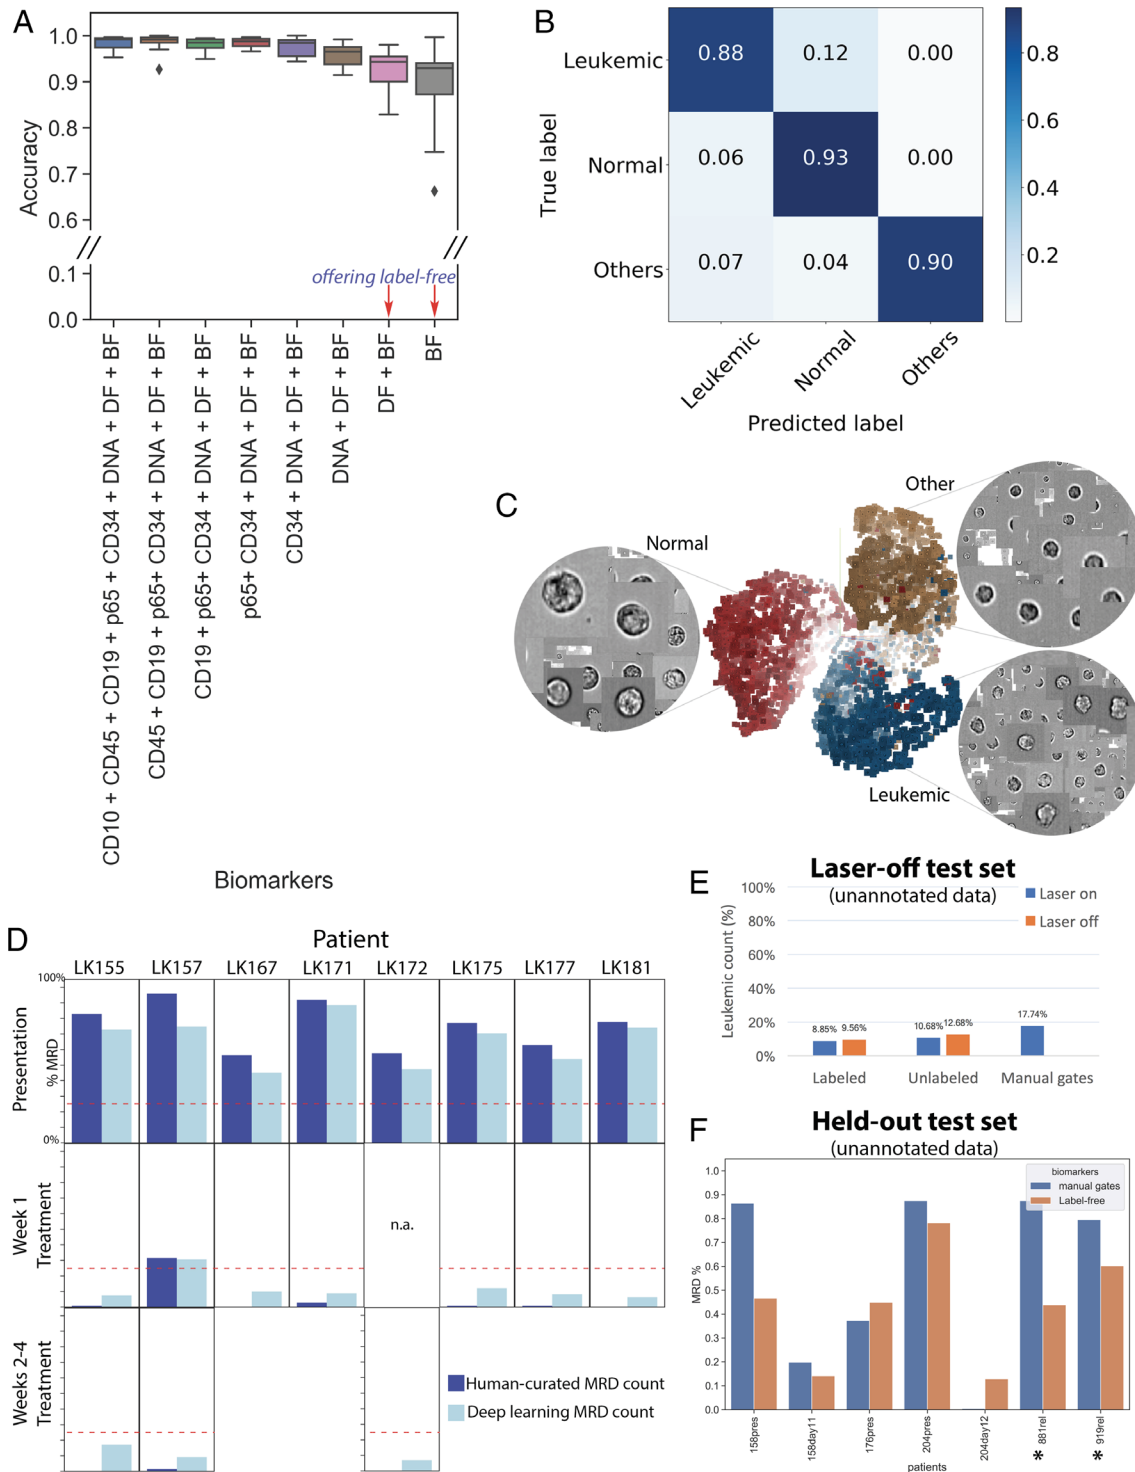 A
1.0
0.9
0.8
0.7
0.6
0.1
0.0
Accuracy
offering label-free
CD10 + CD45 + CD19 + p65+ CD34 + DNA + DF + BF
CD45 + CD19 + p65+ CD34 + DNA + DF + BF
CD19 + p65+ CD34 + DNA + DF + BF
p65+ CD34 + DNA + DF + BF
CD34 + DNA + DF + BF
DNA + DF + BF
DF + BF
BF
Biomarkers
B
True label
Leukemic
0.88
0.12
0.00
Normal
0.06
0.93
0.00
Others
0.07
0.04
0.90
Leukemic
Normal
Others
Predicted label
0.8
0.6
0.4
0.2
C
Normal
Other
Leukemic
D
Patient
LK155
LK157
LK167
LK171
LK172
LK175
LK177
LK181
100%
Presentation
% MRD
0%
Week 1
Treatment
n.a.
Weeks 2-4
Treatment
Human-curated MRD count
Deep learning MRD count
E
Laser-off test set
(unannotated data)
Leukemic count (%)
100%
80%
60%
40%
20%
0%
Laser on
Laser off
8.85%
9.56%
10.68%
12.68%
17.74%
Labeled
Unlabeled
Manual gates
F
Held-out test set
(unannotated data)
MRD %
1.0
0.9
0.8
0.7
0.6
0.5
0.4
0.3
0.2
0.1
0.0
biomarkers
manual gates
Label-free
158pres
158day11
176pres
204pres
204day12
* 881rel
* 919rel
patients